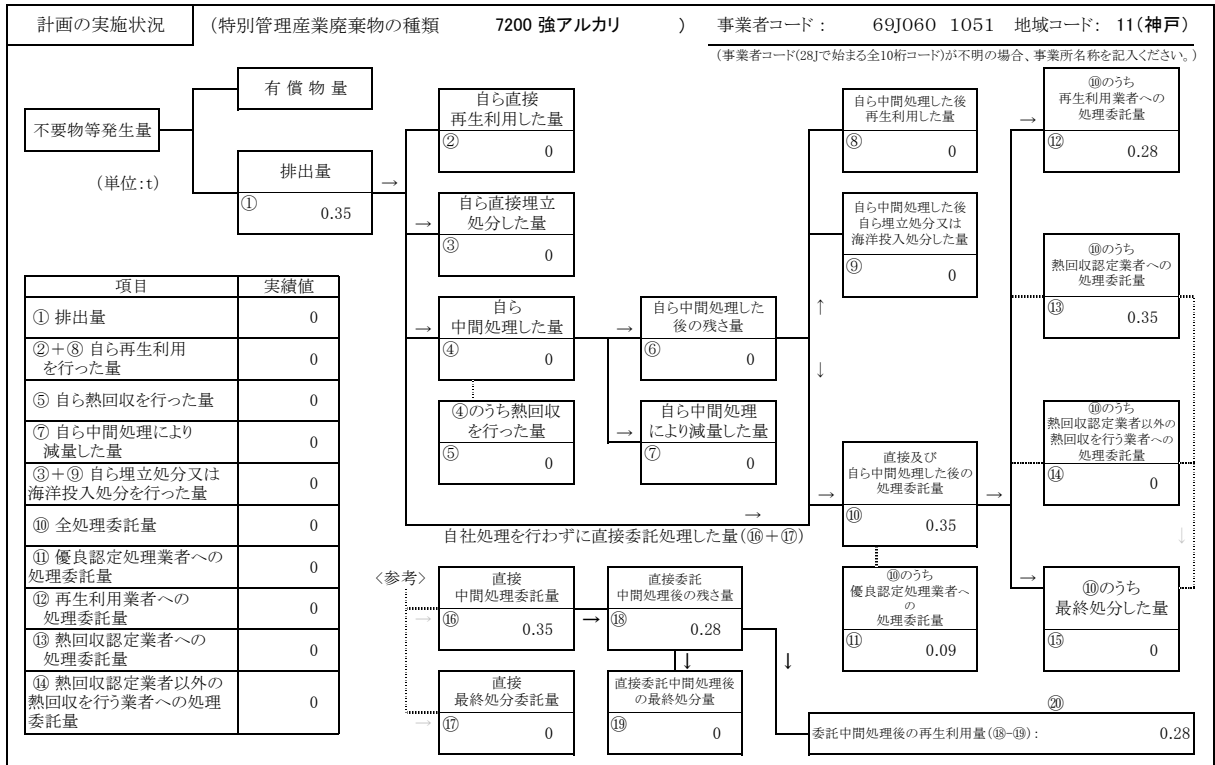 計画の実施状況 (特別管理産業廃棄物の種類 7200 強アルカリ ) 事業者コード: 69J060 1051 地域コード: 11(神戸)
(事業者コード(28Jで始まる全10桁コード)が不明の場合、事業所名称を記入ください。)
不要物等発生量
(単位:t)
有償物量
排出量
→
① 0.35
自ら直接
再生利用した量
② 0
→
自ら直接埋立
処分した量
③ 0
→
自ら
中間処理した量
④ 0
④のうち熱回収
を行った量
⑤ 0
→
自ら中間処理した
後の残さ量
⑥ 0
→
自ら中間処理
により減量した量
⑦ 0
自ら中間処理した後
再生利用した量
⑧ 0
自ら中間処理した後
自ら埋立処分又は
海洋投入処分した量
⑨ 0
↑
↓
→
自社処理を行わずに直接委託処理した量(⑯+⑰)
→
直接及び
自ら中間処理した後の
処理委託量
⑩ 0.35
→
⑩のうち
優良認定処理業者へ
の
処理委託量
⑪ 0.09
→
⑩のうち
再生利用業者への
処理委託量
⑫ 0.28
⑩のうち
熱回収認定業者への
処理委託量
⑬ 0.35
⑩のうち
熱回収認定業者以外の
熱回収を行う業者への
処理委託量
⑭ 0
↓
→
⑩のうち
最終処分した量
⑮ 0
項目 実績値
① 排出量 0
②+⑧ 自ら再生利用
を行った量 0
⑤ 自ら熱回収を行った量 0
⑦ 自ら中間処理により
減量した量 0
③+⑨ 自ら埋立処分又は
海洋投入処分を行った量 0
⑩ 全処理委託量 0
⑪ 優良認定処理業者への
処理委託量 0
⑫ 再生利用業者への
処理委託量 0
⑬ 熱回収認定業者への
処理委託量 0
⑭ 熱回収認定業者以外の
熱回収を行う業者への処理
委託量 0
<参考>
→
直接
中間処理委託量
⑯ 0.35
→
直接委託
中間処理後の残さ量
⑱ 0.28
↓
↓
→
直接
最終処分委託量
⑰ 0
直接委託中間処理後
の最終処分量
⑲ 0
⑳
委託中間処理後の再生利用量(⑱-⑲): 0.28